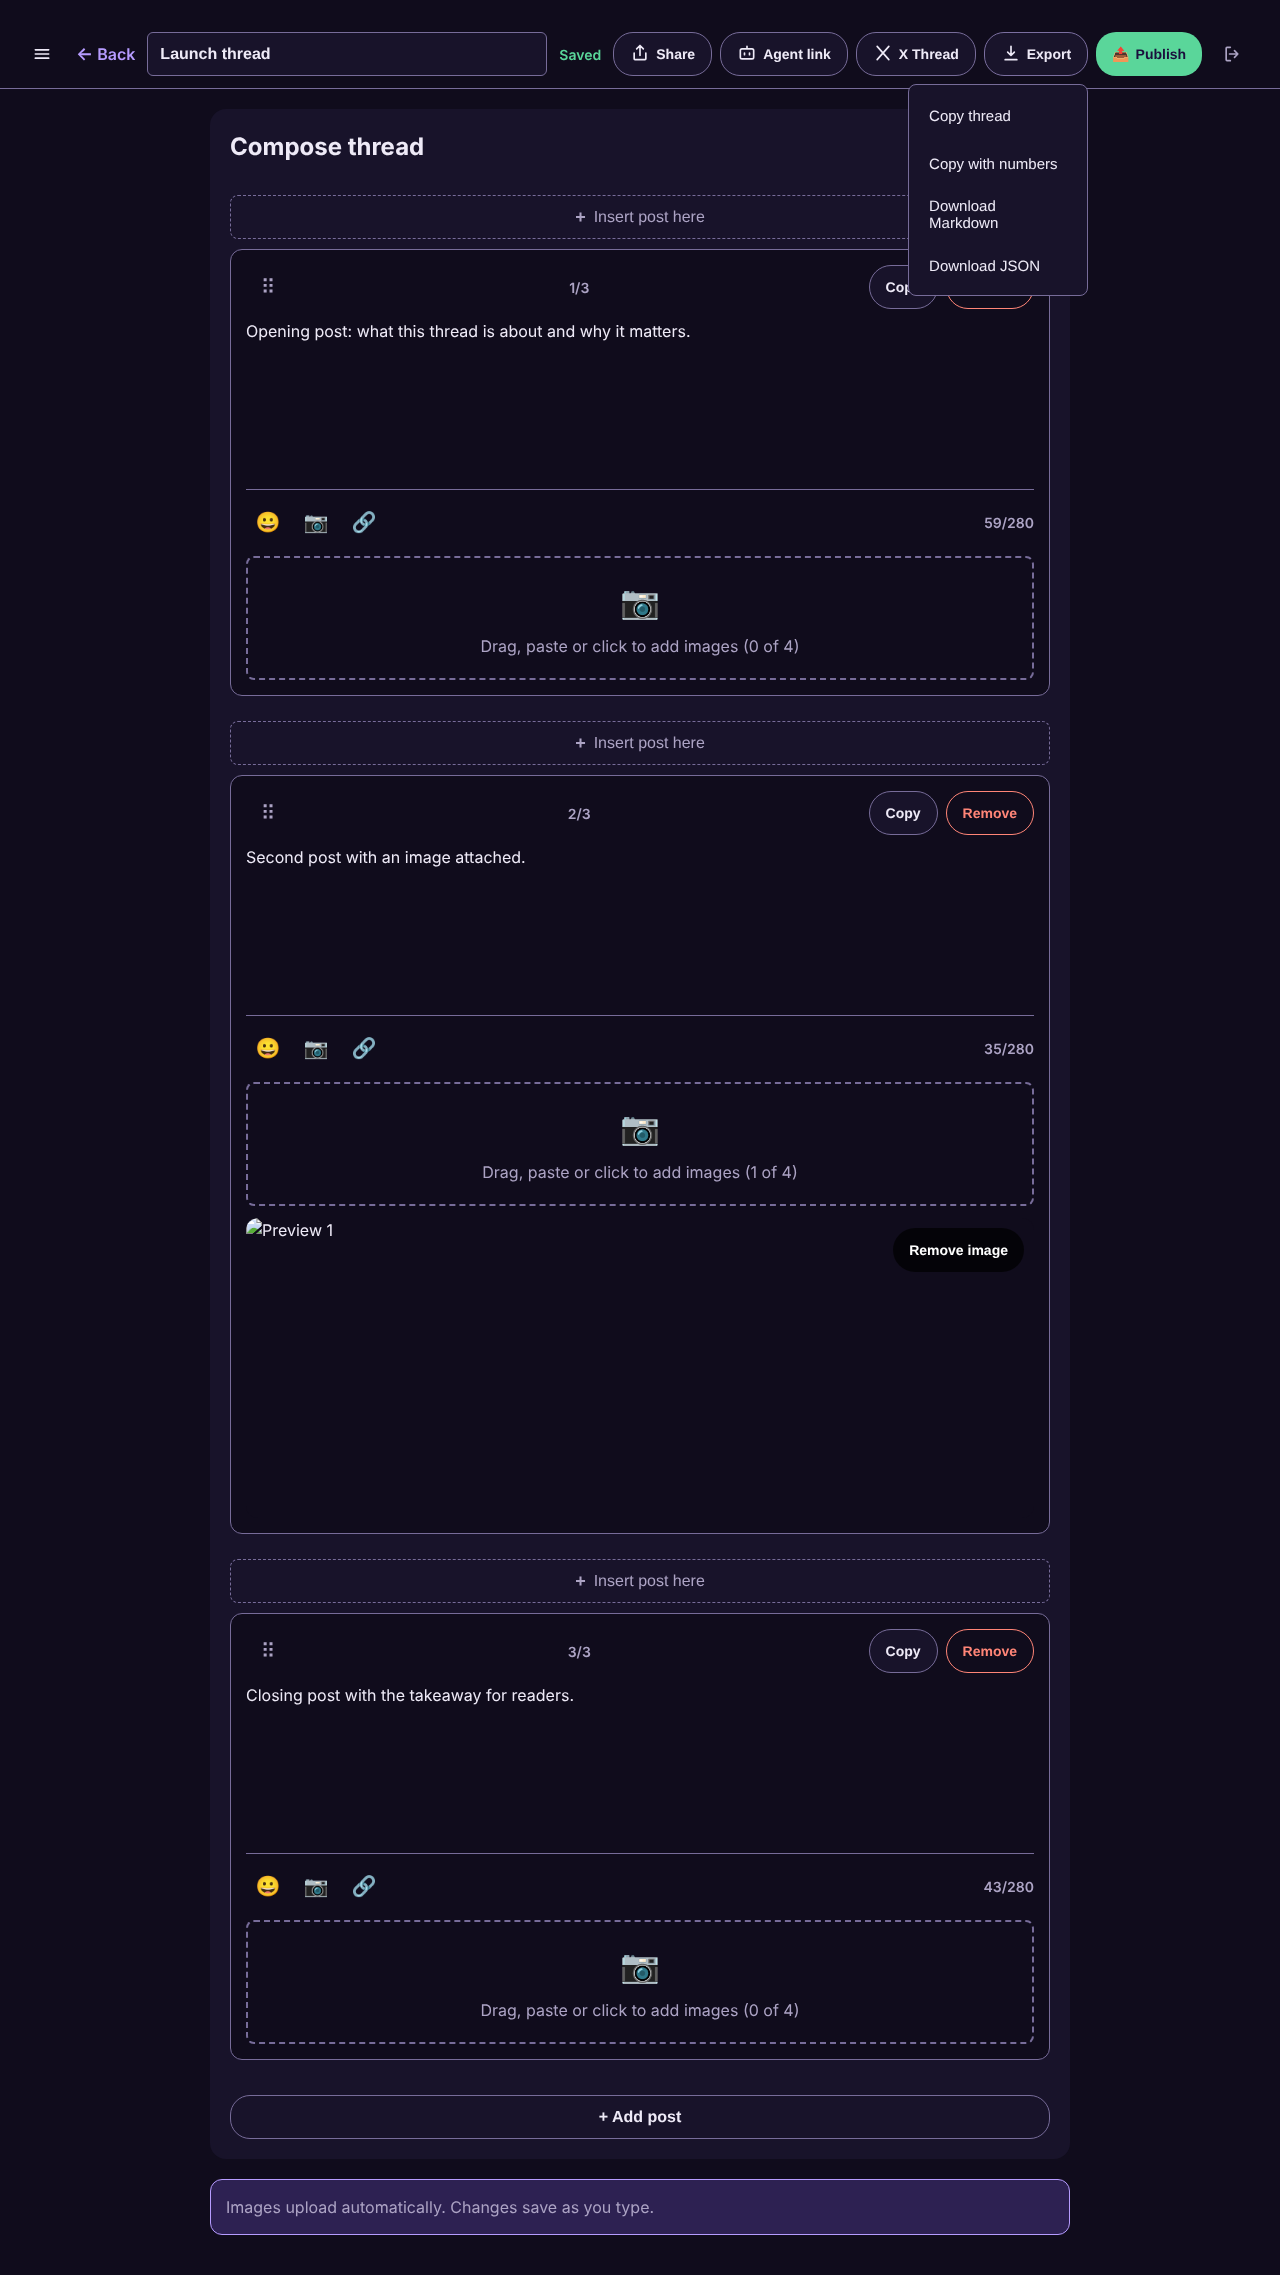 ← Back
Launch thread
Saved
Share
Agent link
X Thread
Export
Publish
Copy thread
Copy with numbers
Download
Markdown
Download JSON
Compose thread
+ Insert post here
1/3
Opening post: what this thread is about and why it matters.
59/280
Drag, paste or click to add images (0 of 4)
+ Insert post here
2/3
Copy
Remove
Second post with an image attached.
35/280
Drag, paste or click to add images (1 of 4)
Preview 1
Remove image
+ Insert post here
3/3
Copy
Remove
Closing post with the takeaway for readers.
43/280
Drag, paste or click to add images (0 of 4)
+ Add post
Images upload automatically. Changes save as you type.